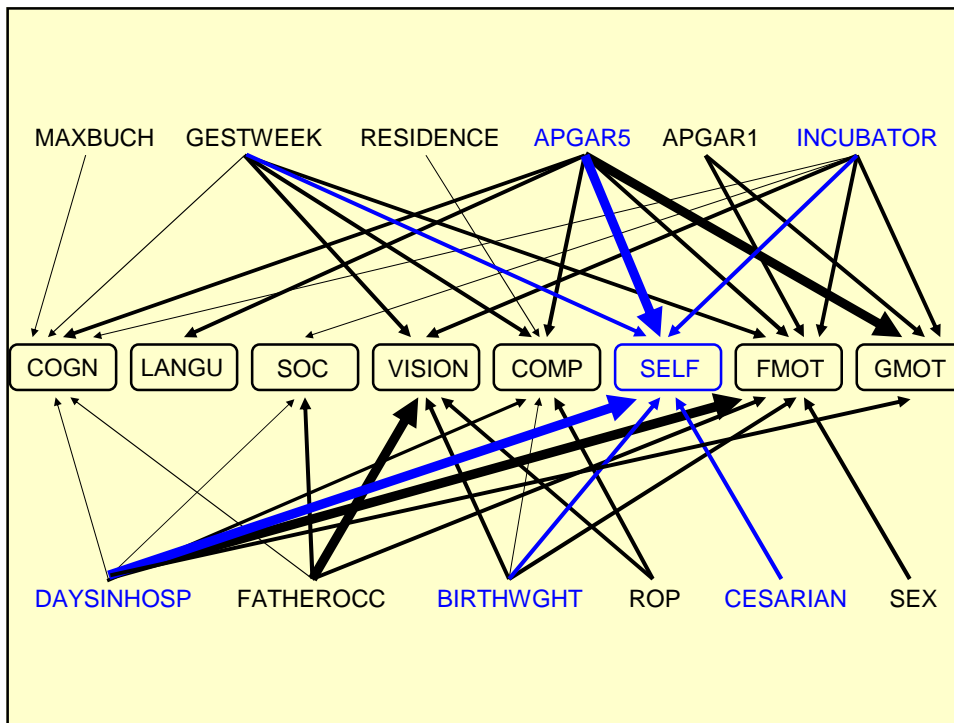 MAXBUCH GESTWEEK RESIDENCE APGAR5 APGAR1 INCUBATOR
COGN LANGU SOC VISION COMP SELF FMOT GMOT
DAYSINHOSP FATHEROCC BIRTHWGHT ROP CESARIAN SEX